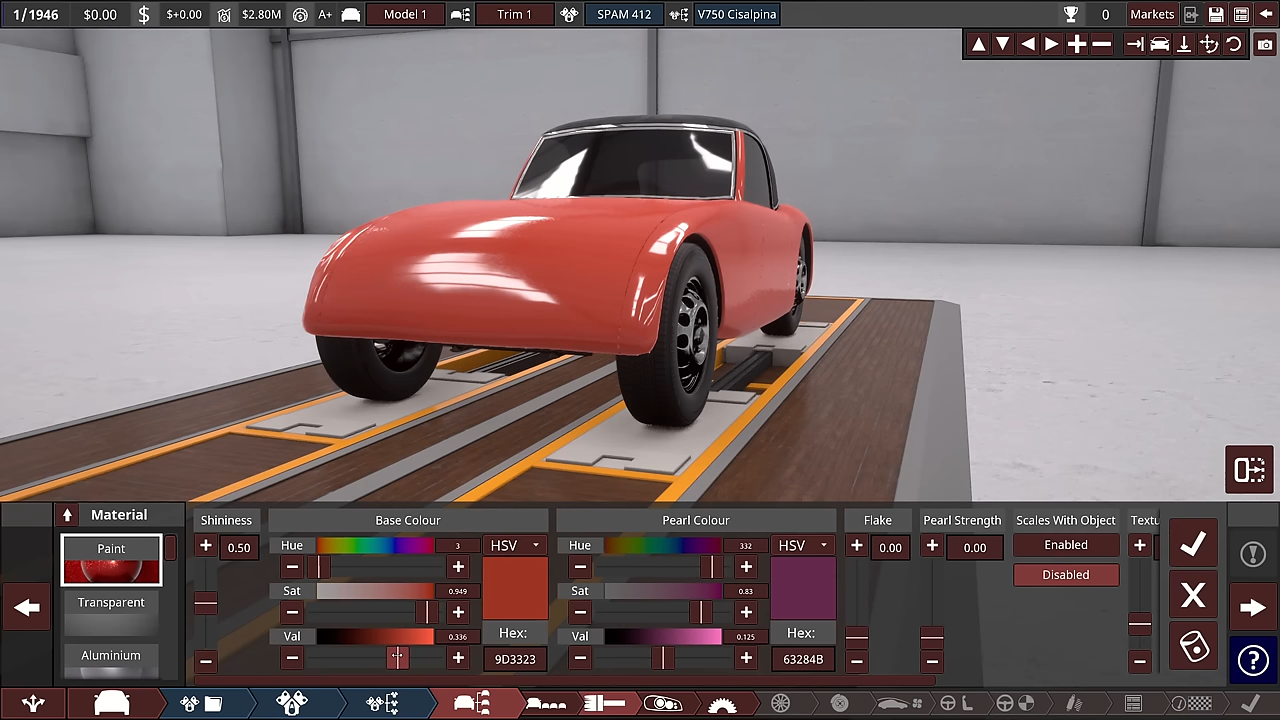 1/1946 $0.00 $ $+0.00 $2.80M A+ Model 1 Trim 1 SPAM 412 V750 Cisalpina 0 Markets
Material Shininess Base Colour Pearl Colour Flake Pearl Strength Scales With Object Textu
Paint + 0.50 Hue 3 HSV Hue 332 HSV + 0.00 + 0.00 Enabled +
− + − + Disabled
Transparent Sat 0.949 Sat 0.83
− + − +
Val 0.336 Hex: Val 0.125 Hex:
Aluminium − − + 9D3323 − + 63284B − − − ?